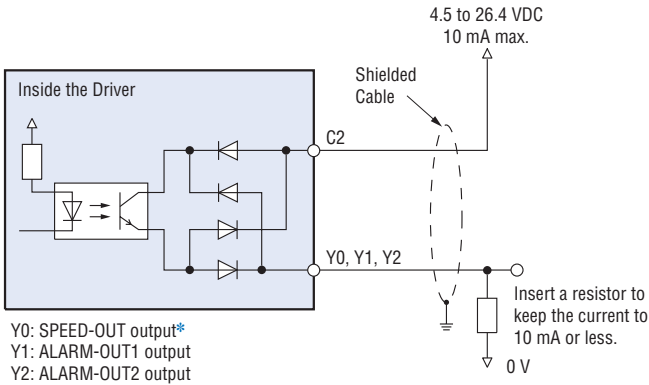 4.5 to 26.4 VDC
10 mA max.
Inside the Driver
Shielded
Cable
C2
Y0, Y1, Y2
Insert a resistor to
keep the current to
10 mA or less.
0 V
Y0: SPEED-OUT output*
Y1: ALARM-OUT1 output
Y2: ALARM-OUT2 output